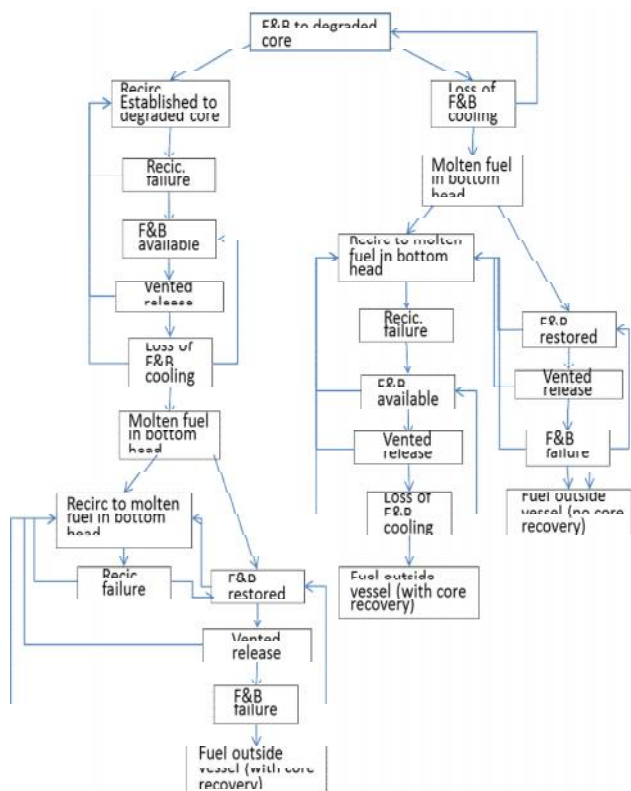 F&B to degraded
core
Recirc
Established to
degraded core
Recic.
failure
F&B
available
Vented
release
Loss of
F&B
cooling
Molten fuel
in bottom
head
Recirc to molten
fuel in bottom
head
Recic.
failure
F&B
restored
Vented
release
F&B
failure
Fuel outside
vessel (with core
recovery)
Loss of
F&B
cooling
Molten fuel
in bottom
head
Recirc to molten
fuel in bottom
head
Recic.
failure
F&B
available
Vented
release
Loss of
F&B
cooling
Fuel outside
vessel (with core
recovery)
F&B
restored
Vented
release
F&B
failure
Fuel outside
vessel (no core
recovery)